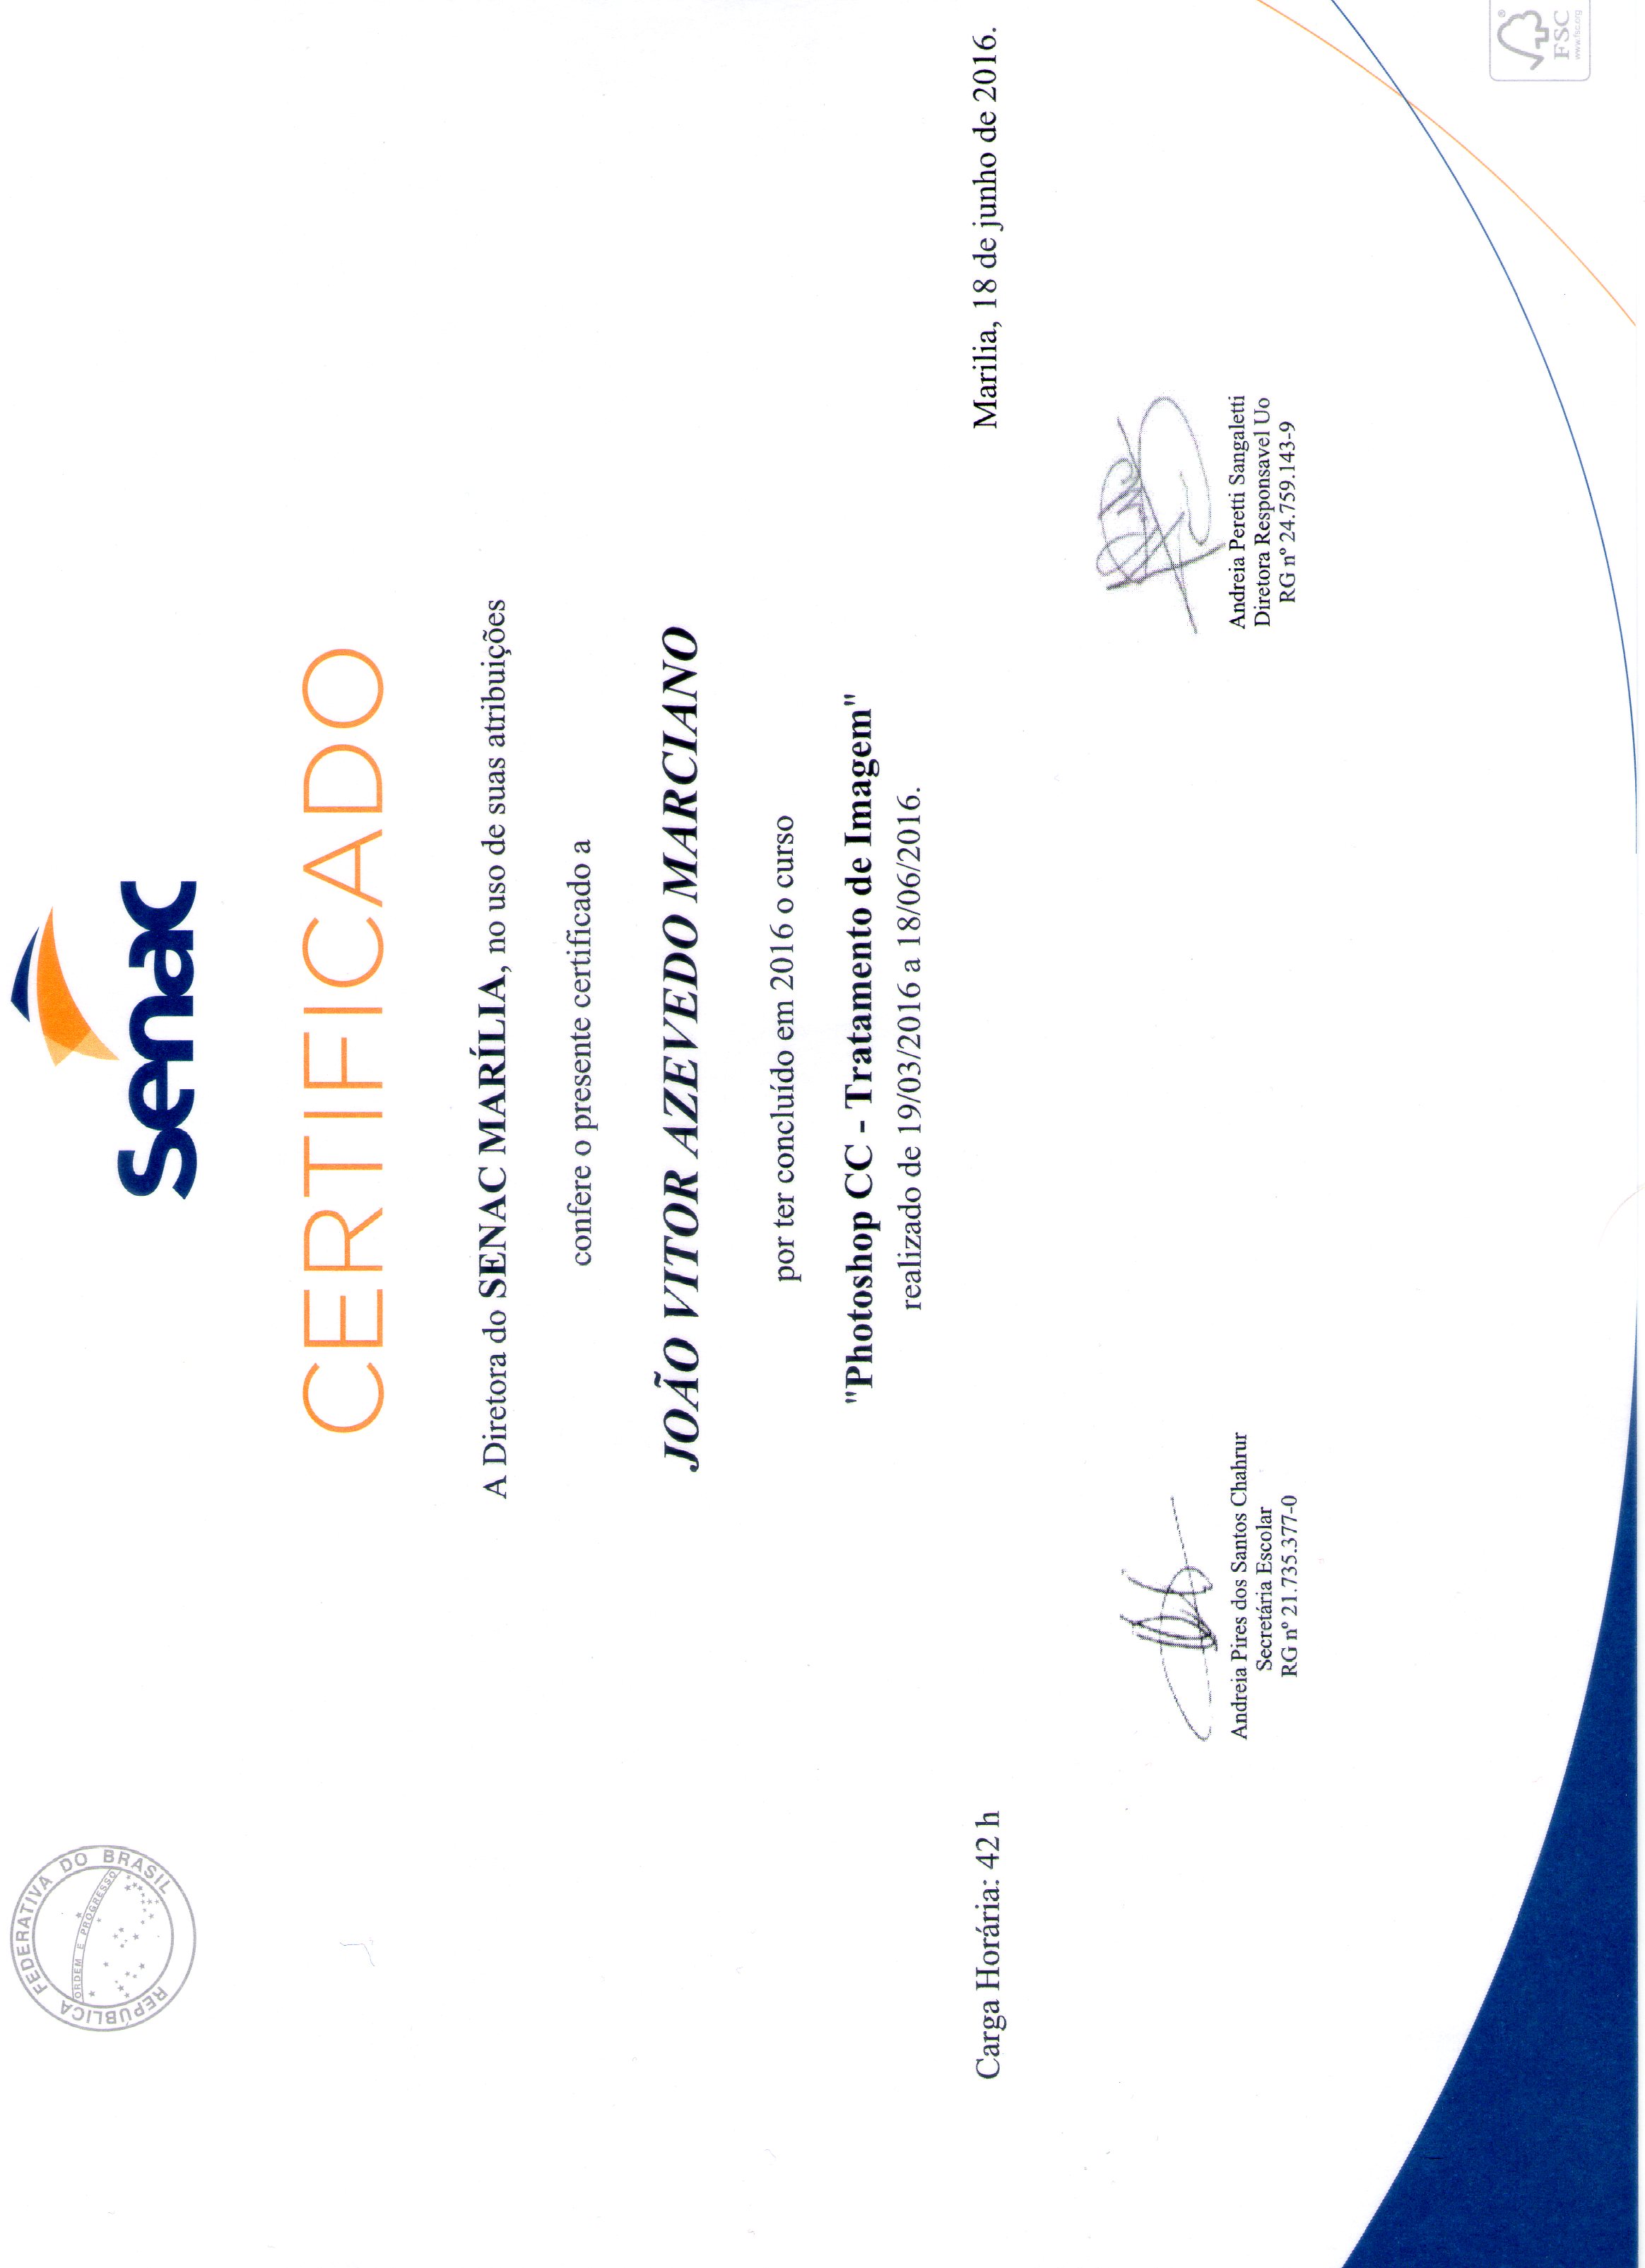 REPÚBLICA FEDERATIVA DO BRASIL
ORDEM E PROGRESSO
Senac
CERTIFICADO
A Diretora do SENAC MARÍLIA, no uso de suas atribuições
confere o presente certificado a
JOÃO VITOR AZEVEDO MARCIANO
por ter concluído em 2016 o curso
"Photoshop CC - Tratamento de Imagem"
realizado de 19/03/2016 a 18/06/2016.
Carga Horária: 42 h
Marilia, 18 de junho de 2016.
Andreia Pires dos Santos Chahrur
Secretária Escolar
RG nº 21.735.377-0
Andreia Peretti Sangaletti
Diretora Responsavel Uo
RG nº 24.759.143-9
FSC
www.fsc.org